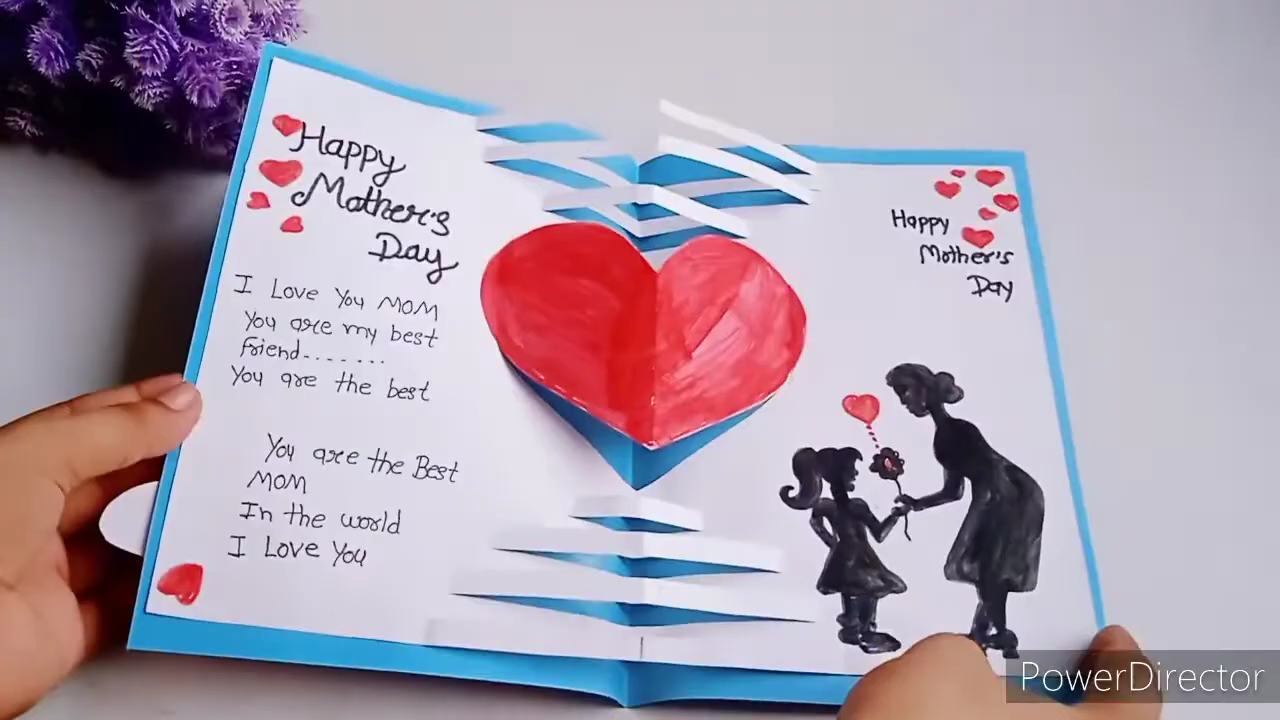 Happy
Mother's
Day
I Love You MOM
You are my best
friend.......
You are the best
You are the Best
MOM
In the world
I Love You
Happy
Mother's
Day
PowerDirector